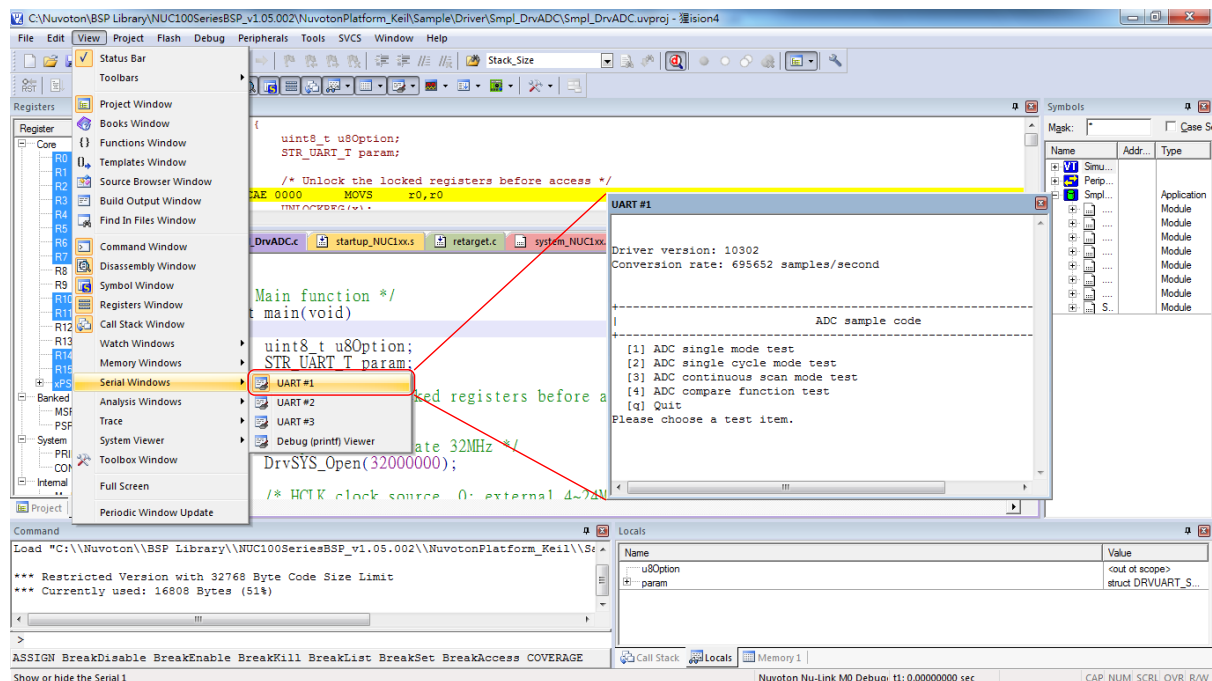 C:\Nuvoton\BSP Library\NUC100SeriesBSP_v1.05.002\NuvotonPlatform_Keil\Sample\Driver\Smpl_DrvADC\Smpl_DrvADC.uvproj - 獷ision4
File Edit View Project Flash Debug Peripherals Tools SVCS Window Help
Stack_Size
Status Bar
Toolbars
Project Window
Books Window
Functions Window
Templates Window
Source Browser Window
Build Output Window
Find In Files Window
Command Window
Disassembly Window
Symbol Window
Registers Window
Call Stack Window
Watch Windows
Memory Windows
Serial Windows
Analysis Windows
Trace
System Viewer
Toolbox Window
Full Screen
Periodic Window Update
UART #1
UART #2
UART #3
Debug (printf) Viewer
Registers
Register
Core
R0
R1
R2
R3
R4
R5
R6
R7
R8
R9
R10
R11
R12
R13
R14
R15
xPS
Banked
MSF
PSF
System
PRI
CON
Internal
Project
{
uint8_t u8Option;
STR_UART_T param;
/* Unlock the locked registers before access */
CAE 0000 MOVS r0,r0
UNLOCKREG(x);
_DrvADC.c startup_NUC1xx.s retarget.c system_NUC1xx.
Main function */
t main(void)
uint8_t u8Option;
STR_UART_T param;
ked registers before a
ate 32MHz */
DrvSYS_Open(32000000);
/* HCLK clock source. 0: external 4~24M
UART #1
Driver version: 10302
Conversion rate: 695652 samples/second
+----------------------------------------------------
| ADC sample code
+----------------------------------------------------
[1] ADC single mode test
[2] ADC single cycle mode test
[3] ADC continuous scan mode test
[4] ADC compare function test
[q] Quit
Please choose a test item.
Symbols
Mask: * Case S
Name Addr... Type
Simu...
Perip...
Smpl... Application
.... Module
.... Module
.... Module
.... Module
.... Module
.... Module
.... Module
S.. Module
Command
Load "C:\\Nuvoton\\BSP Library\\NUC100SeriesBSP_v1.05.002\\NuvotonPlatform_Keil\\Sa
*** Restricted Version with 32768 Byte Code Size Limit
*** Currently used: 16808 Bytes (51%)
>
ASSIGN BreakDisable BreakEnable BreakKill BreakList BreakSet BreakAccess COVERAGE
Locals
Name Value
u8Option <out of scope>
param struct DRVUART_S...
Call Stack Locals Memory 1
Show or hide the Serial 1 Nuvoton Nu-Link M0 Debug t1: 0.00000000 sec CAP NUM SCRL OVR R/W